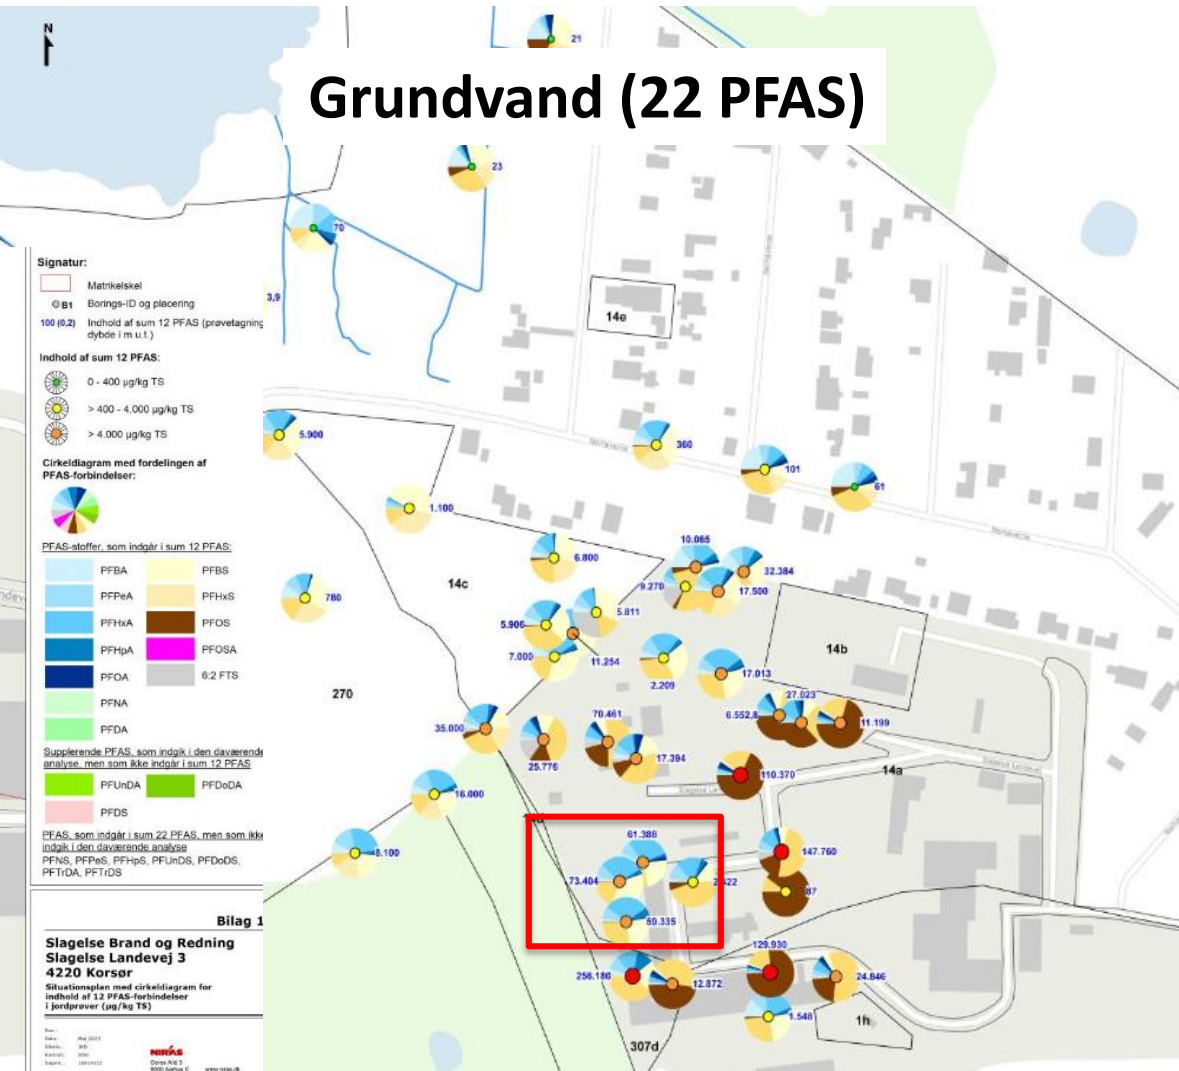 N
21
Grundvand (22 PFAS)
23
70
3,9
Signatur:
Matrikelskel
B1 Borings-ID og placering
100 (0,2) Indhold af sum 12 PFAS (prøvetagning
dybde i m u.t.)
Indhold af sum 12 PFAS:
0 - 400 µg/kg TS
> 400 - 4.000 µg/kg TS
> 4.000 µg/kg TS
Cirkeldiagram med fordelingen af
PFAS-forbindelser:
PFAS-stoffer, som indgår i sum 12 PFAS:
PFBA PFBS
PFPeA PFHxS
PFHxA PFOS
PFHpA PFOSA
PFOA 6:2 FTS
PFNA
PFDA
Supplerende PFAS, som indgik i den daværende
analyse, men som ikke indgår i sum 12 PFAS
PFUnDA PFDoDA
PFDS
PFAS, som indgår i sum 22 PFAS, men som ikke
indgik i den daværende analyse
PFNS, PFPeS, PFHpS, PFUnDS, PFDoDS,
PFTrDA, PFTrDS
Bilag 1
Slagelse Brand og Redning
Slagelse Landevej 3
4220 Korsør
Situationsplan med cirkeldiagram for
indhold af 12 PFAS-forbindelser
i jordprøver (µg/kg TS)
NIRAS
14e
5.900
360
101
61
1.100
6.800
14c
10.065
32.384
9.270
17.500
780
5.811
5.906
11.254
7.000
14b
2.209
17.013
270
27.023
6.552,8
11.199
35.000
70.461
25.776
17.394
110.370
14a
Slagelse Landevej
16.000
61.388
8.100
73.404
147.760
87
50.335
129.930
256.180
12.872
24.846
1.548
1h
307d